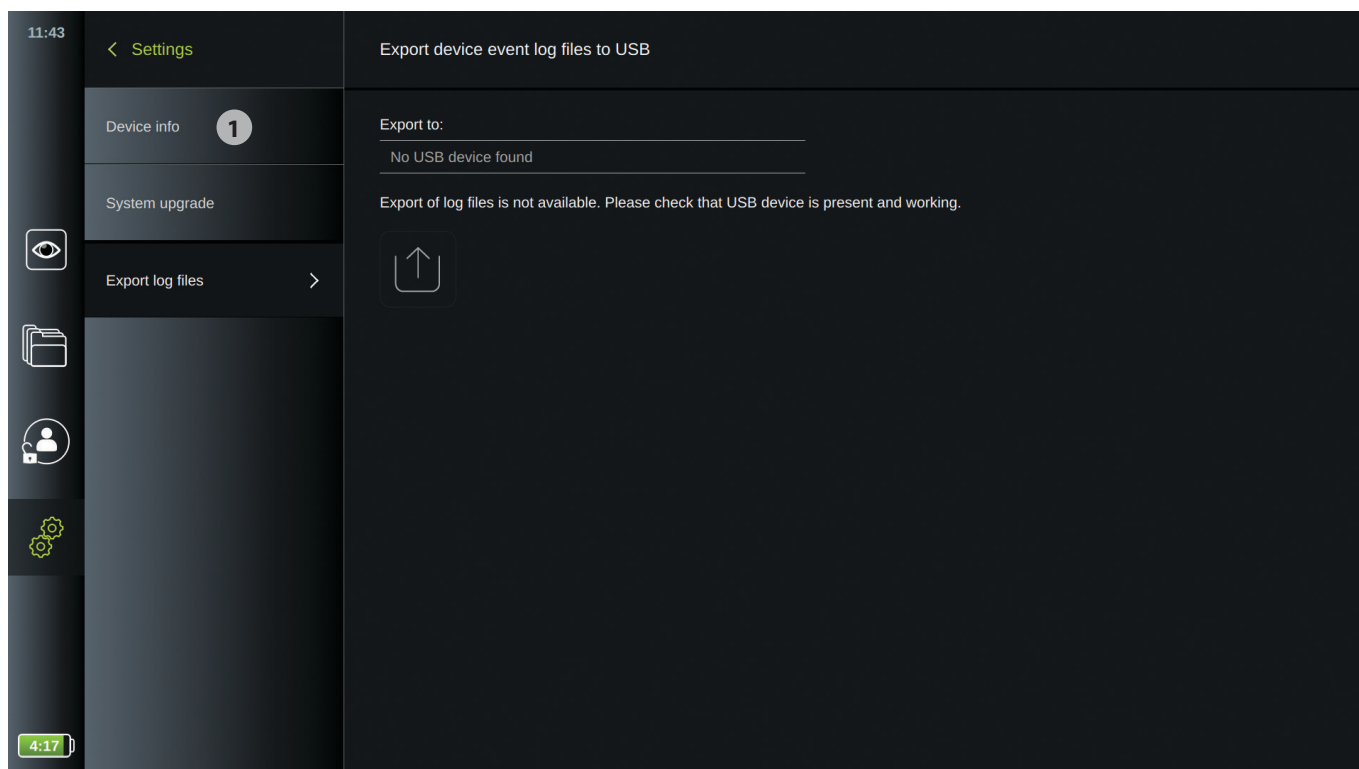 11:43
Settings
Export device event log files to USB
Device info
1
Export to:
No USB device found
System upgrade
Export of log files is not available. Please check that USB device is present and working.
Export log files
4:17